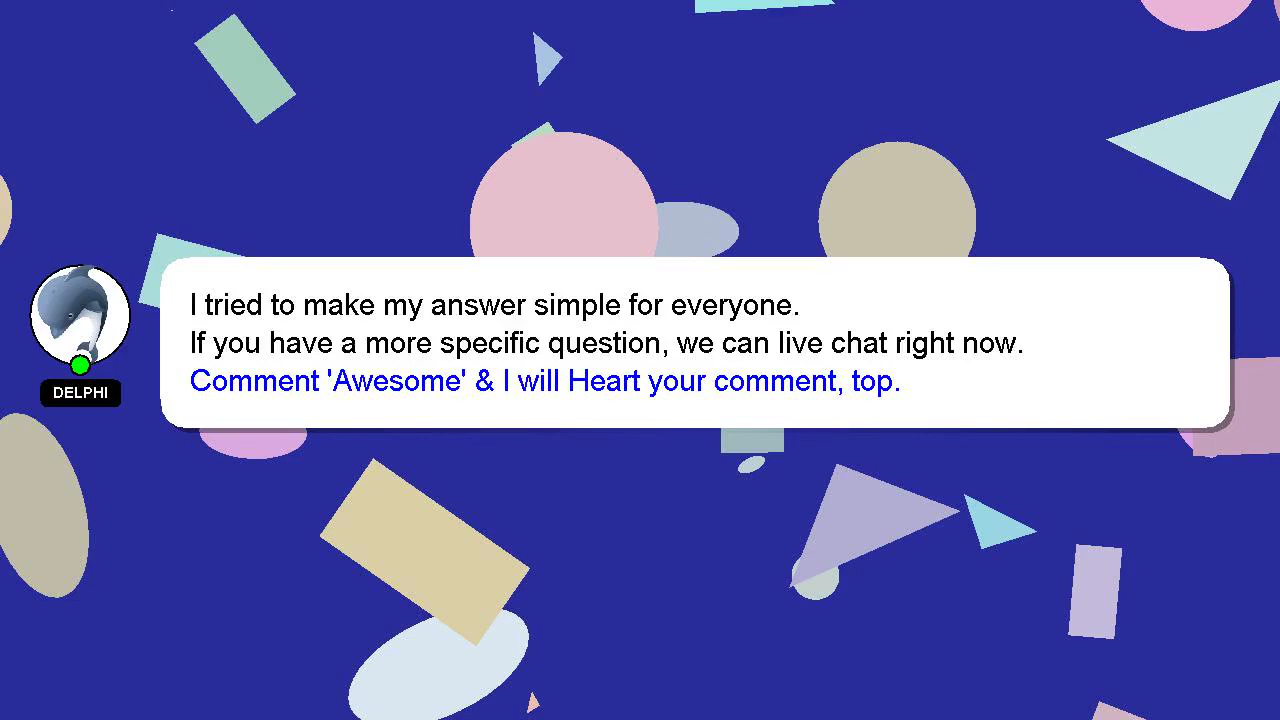 I tried to make my answer simple for everyone.
If you have a more specific question, we can live chat right now.
Comment 'Awesome' & I will Heart your comment, top.
DELPHI